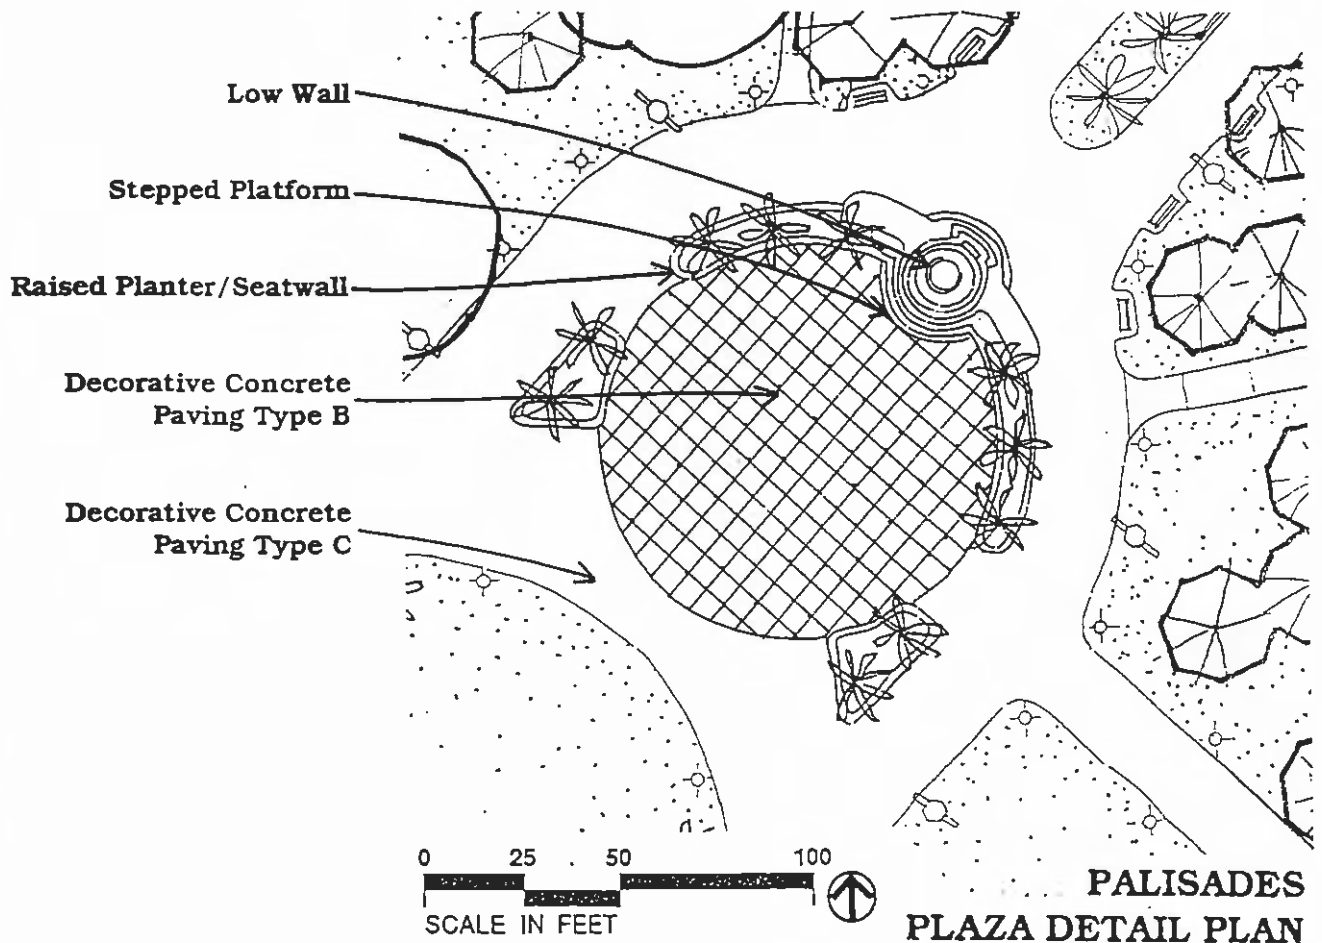 Low Wall
Stepped Platform
Raised Planter/Seatwall
Decorative Concrete
Paving Type B
Decorative Concrete
Paving Type C
0 25 50 100
SCALE IN FEET
PALISADES
PLAZA DETAIL PLAN